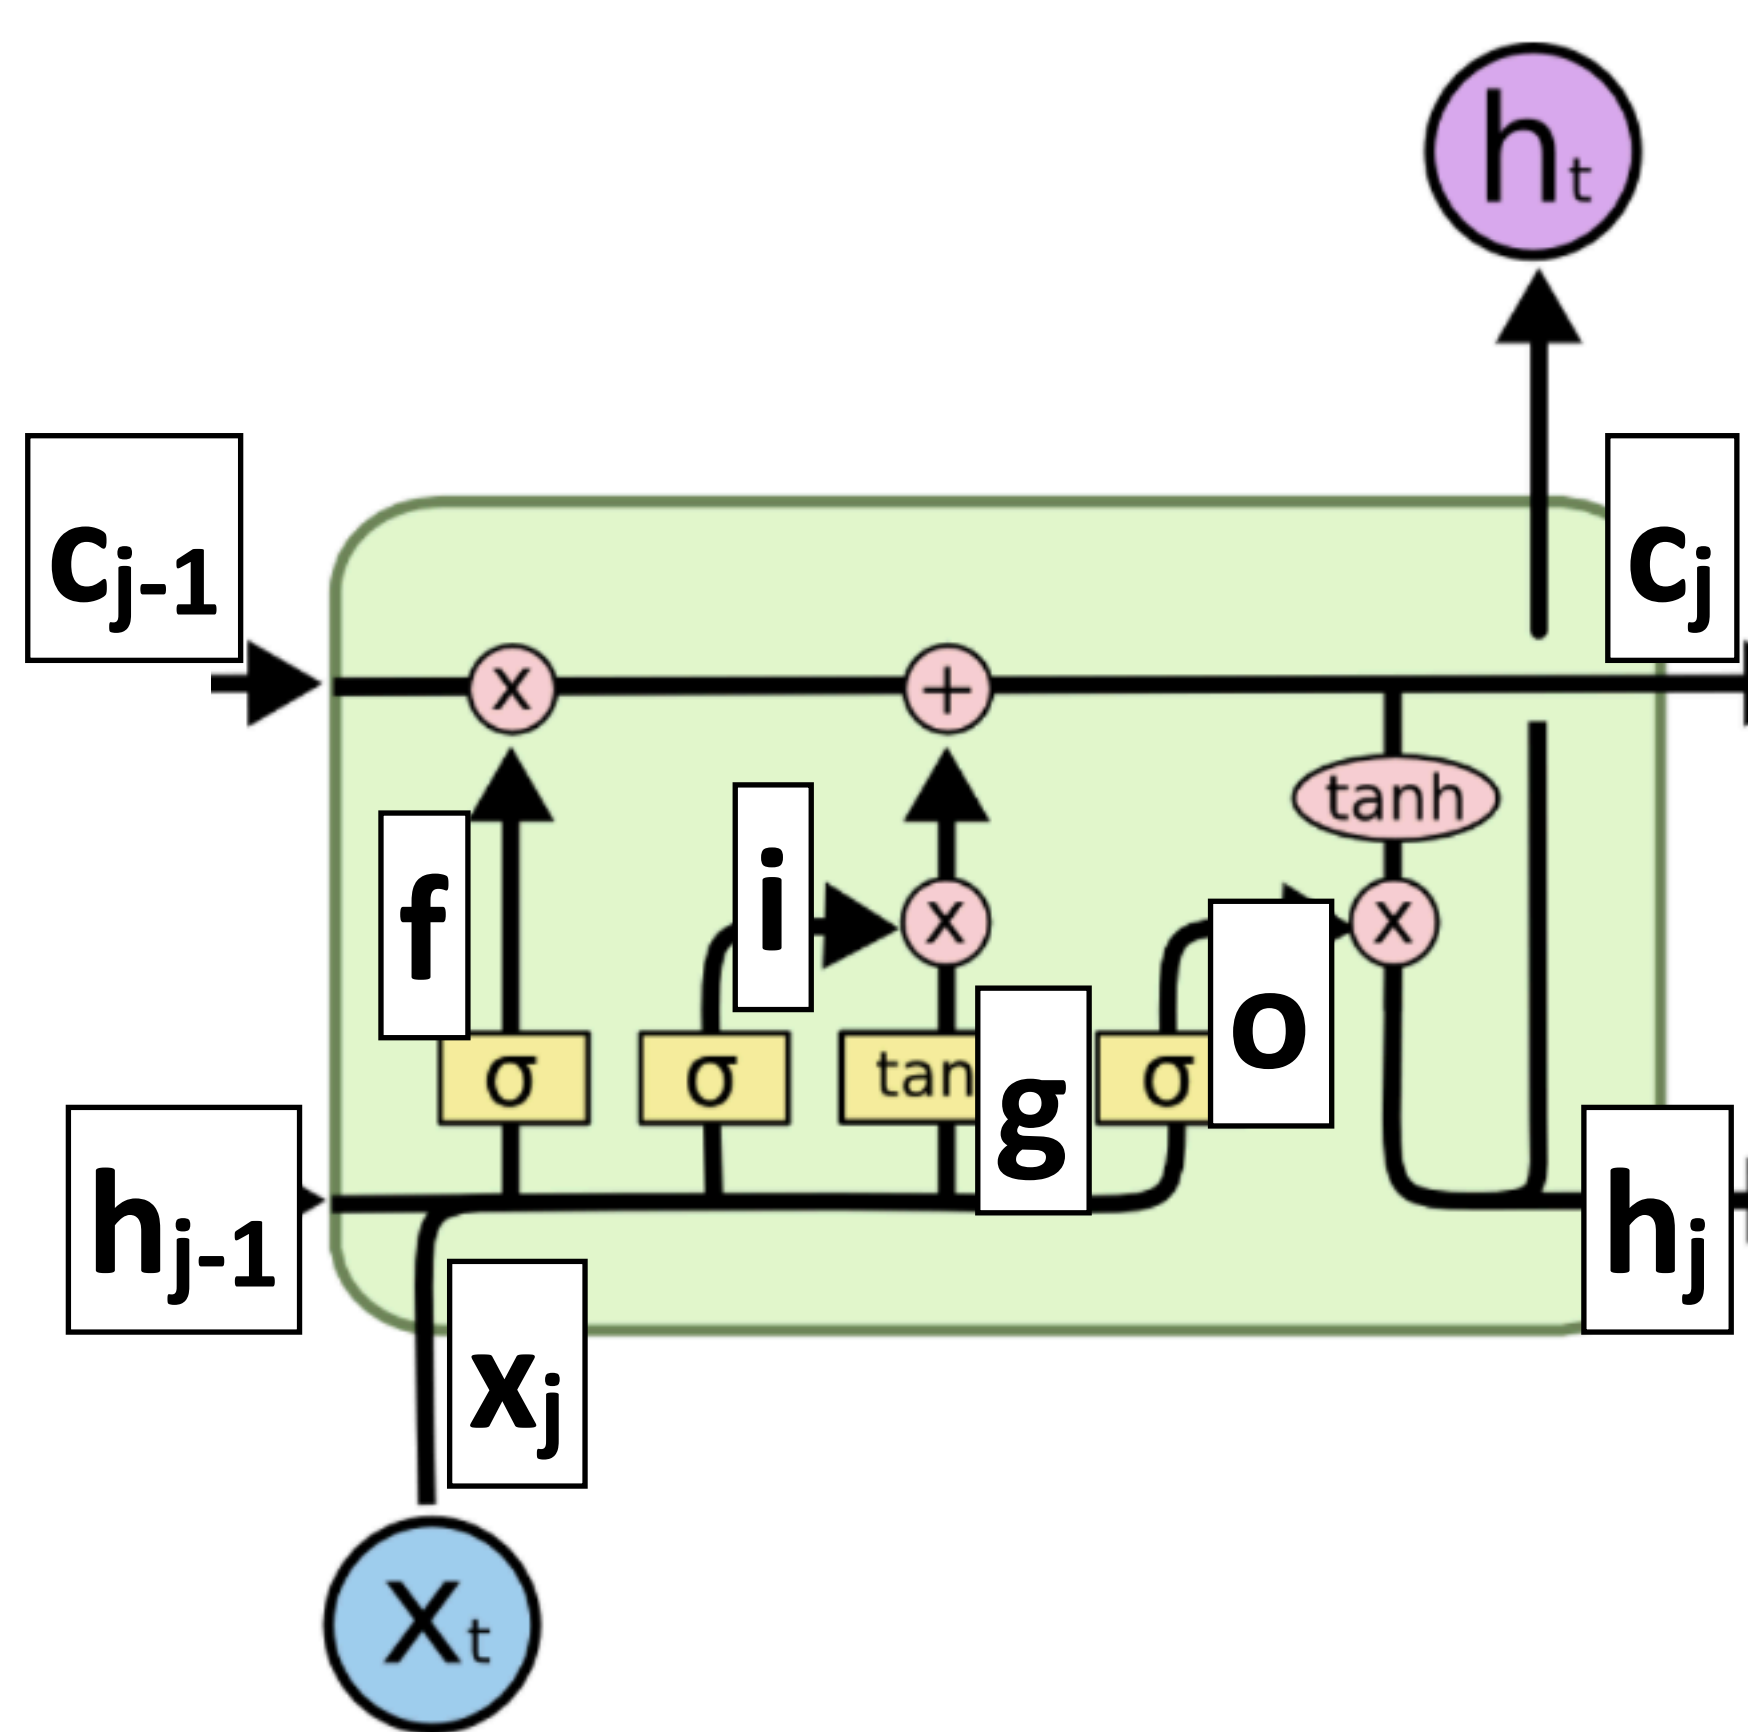 ht
cj-1
cj
x
+
tanh
f
i
x
o
x
σ
σ
tan
g
σ
hj-1
hj
xj
xt